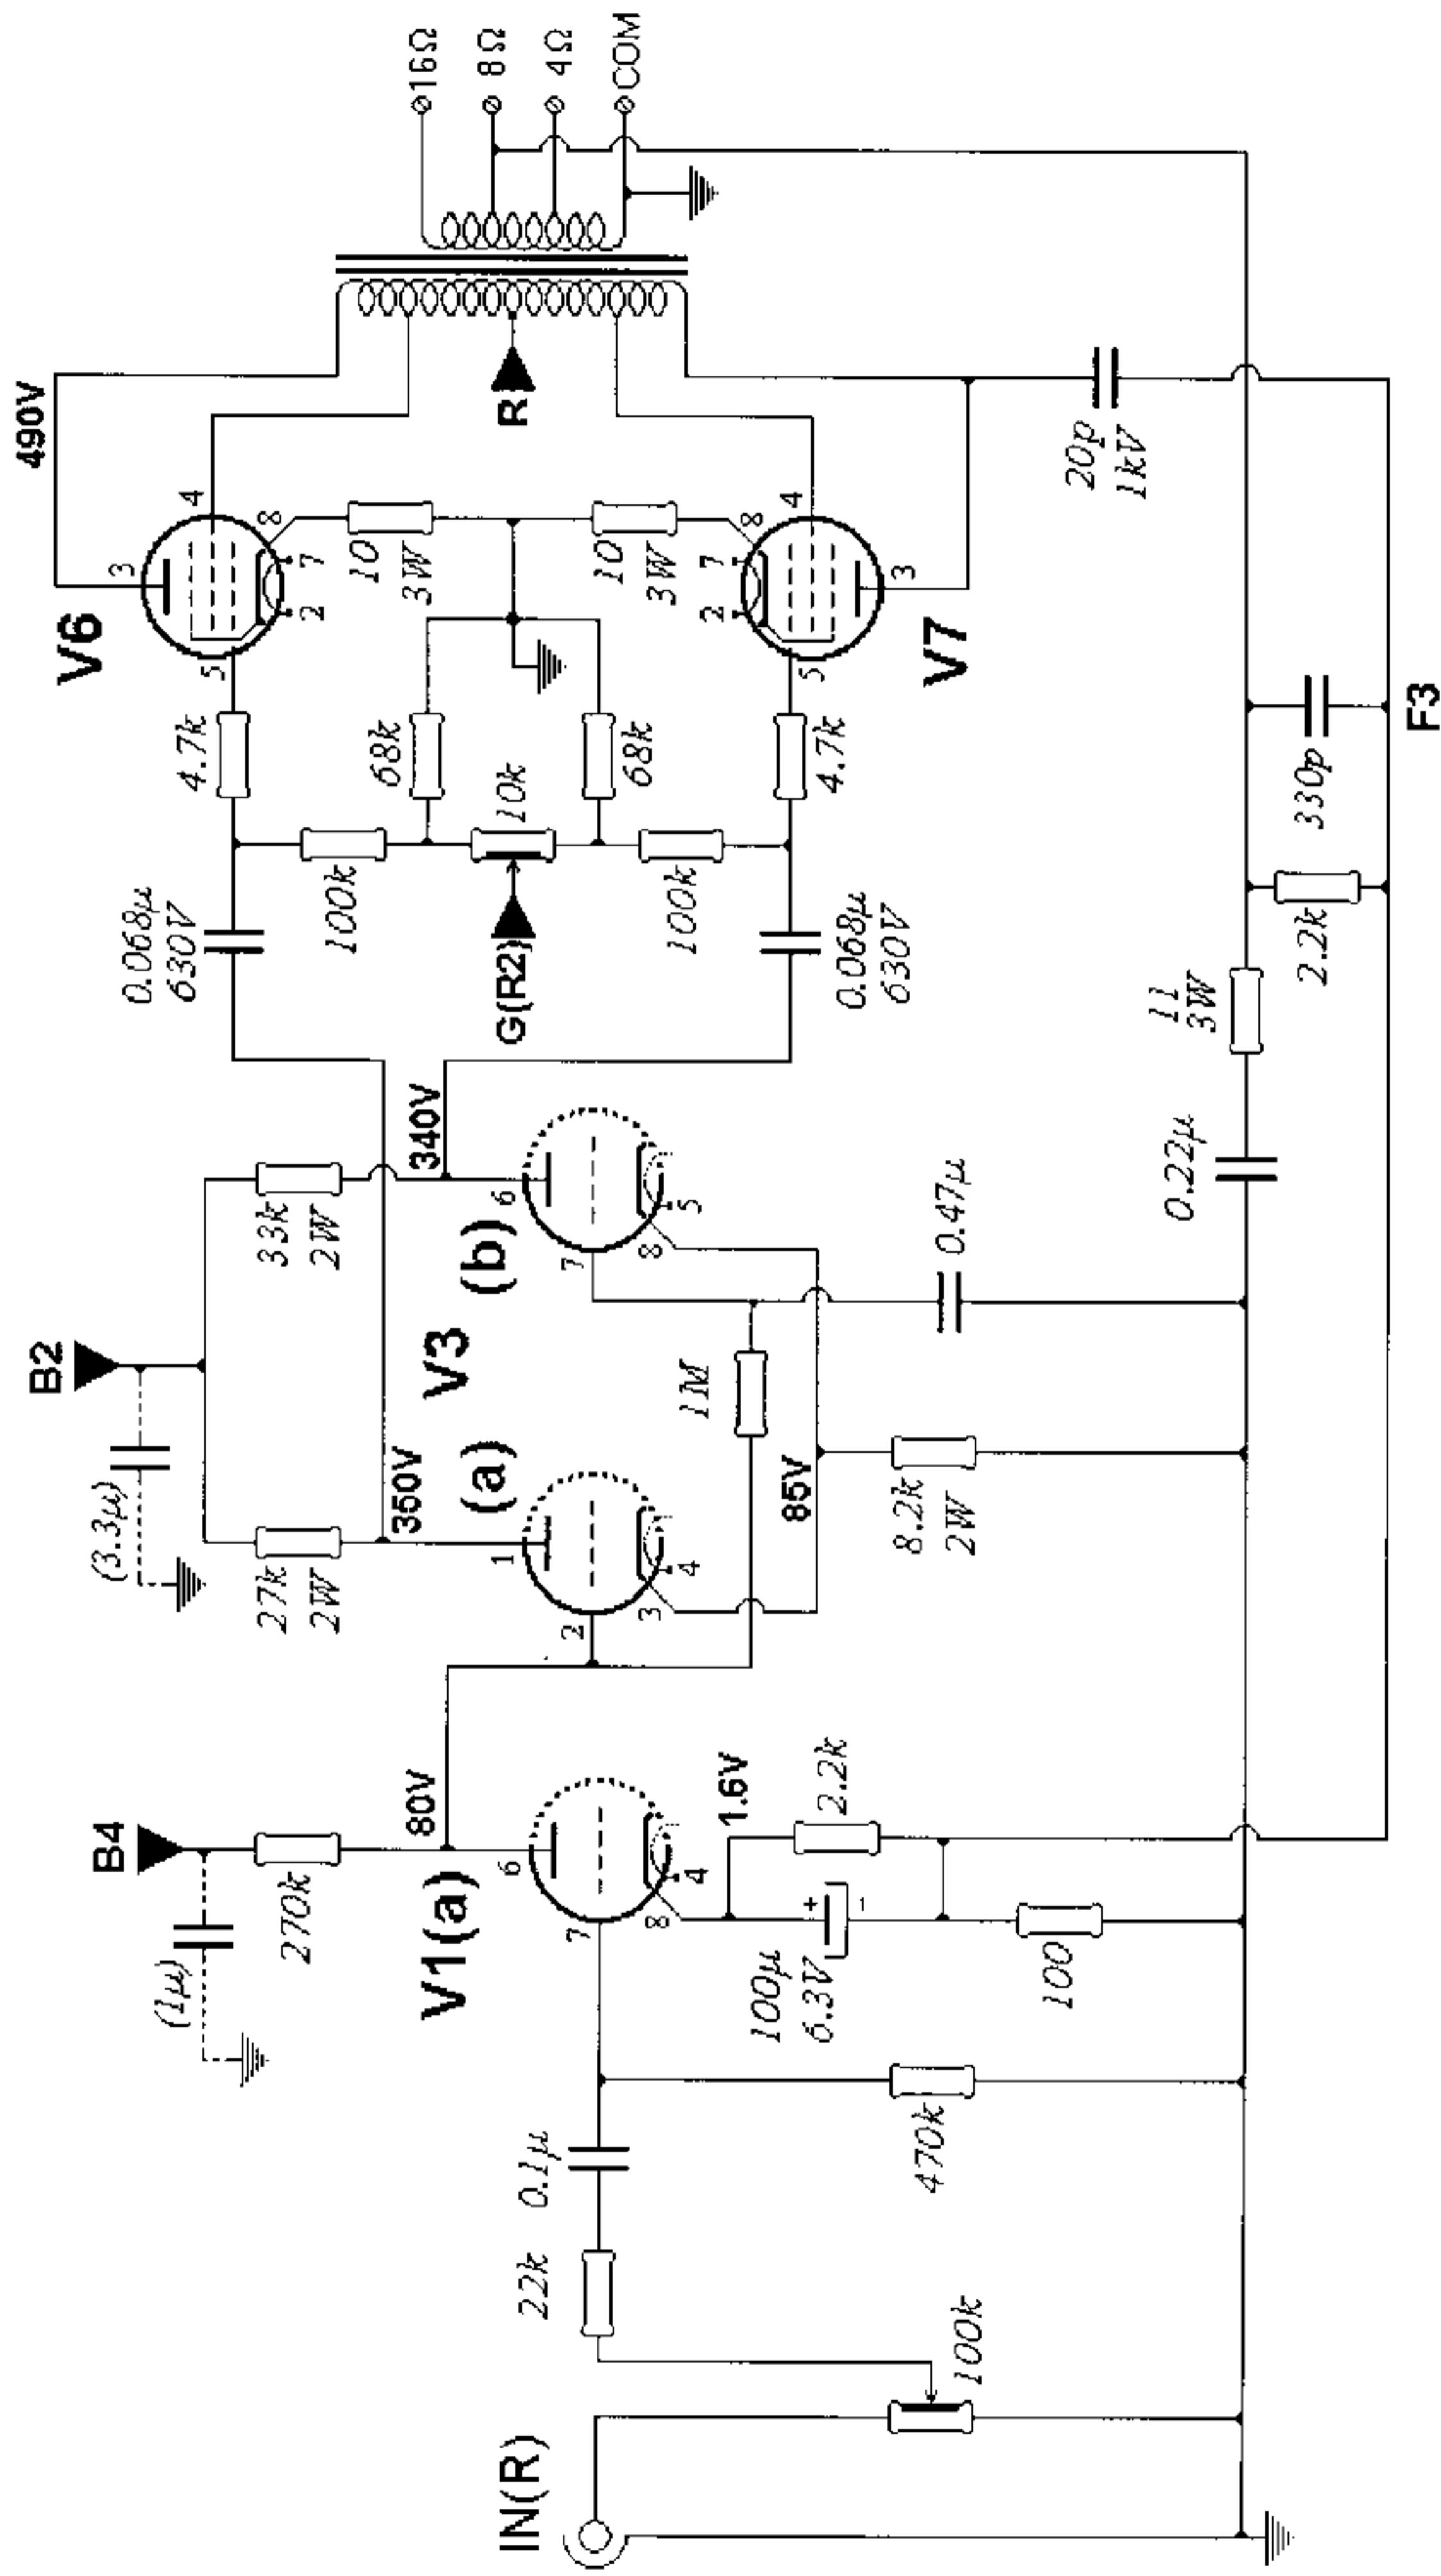 IN(R)
100k
22k
0.1μ
470k
B4
(1μ)
270k
80V
V1(a)
6
7
8
4
1.6V
2.2k
100μ
6.3V
+
-
100
B2
(3.3μ)
27k
2W
33k
2W
350V
340V
V3
(a)
(b)
1
2
3
4
6
7
8
5
1M
85V
8.2k
2W
0.47μ
0.22μ
11
3W
0.068μ
630V
0.068μ
630V
G(R2)
100k
10k
100k
68k
68k
4.7k
4.7k
V6
3
4
5
8
7
2
490V
10
3W
10
3W
V7
8
7
2
5
4
3
R
20p
1kV
2.2k
330p
F3
16Ω
8Ω
4Ω
COM